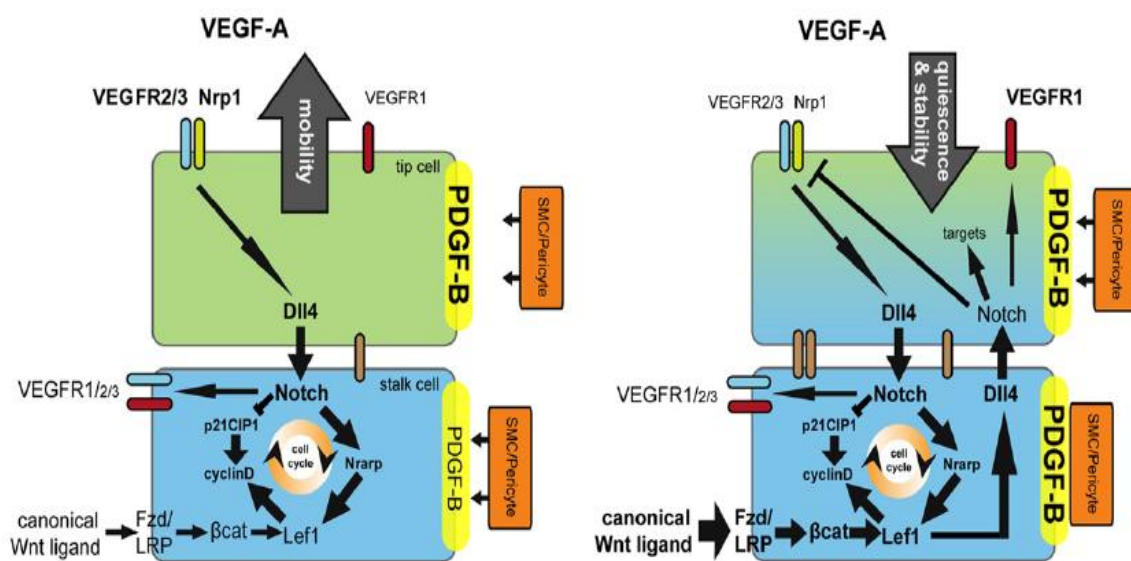 VEGF-A
VEGFR2/3 Nrp1
mobility
VEGFR1
tip cell
PDGF-B
SMC/Pericyte
Dll4
stalk cell
VEGFR1/2/3
Notch
p21CIP1
cell
cycle
Nrarp
cyclinD
PDGF-B
SMC/Pericyte
canonical
Wnt ligand
Fzd/
LRP
βcat
Lef1
VEGF-A
VEGFR2/3 Nrp1
quiescence
& stability
VEGFR1
targets
PDGF-B
SMC/Pericyte
Dll4
Notch
VEGFR1/2/3
Notch
Dll4
p21CIP1
cell
cycle
Nrarp
cyclinD
PDGF-B
SMC/Pericyte
canonical
Wnt ligand
Fzd/
LRP
βcat
Lef1